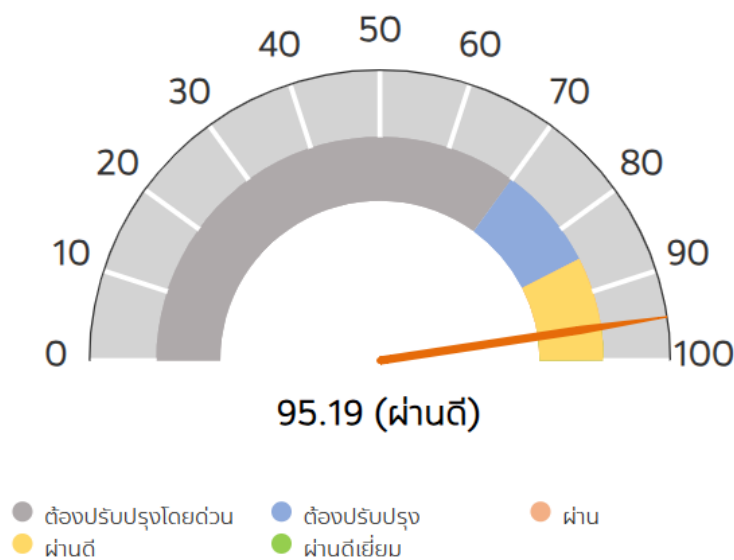 0
10
20
30
40
50
60
70
80
90
100
95.19 (ผ่านดี)
ต้องปรับปรุงโดยด่วน
ต้องปรับปรุง
ผ่าน
ผ่านดี
ผ่านดีเยี่ยม